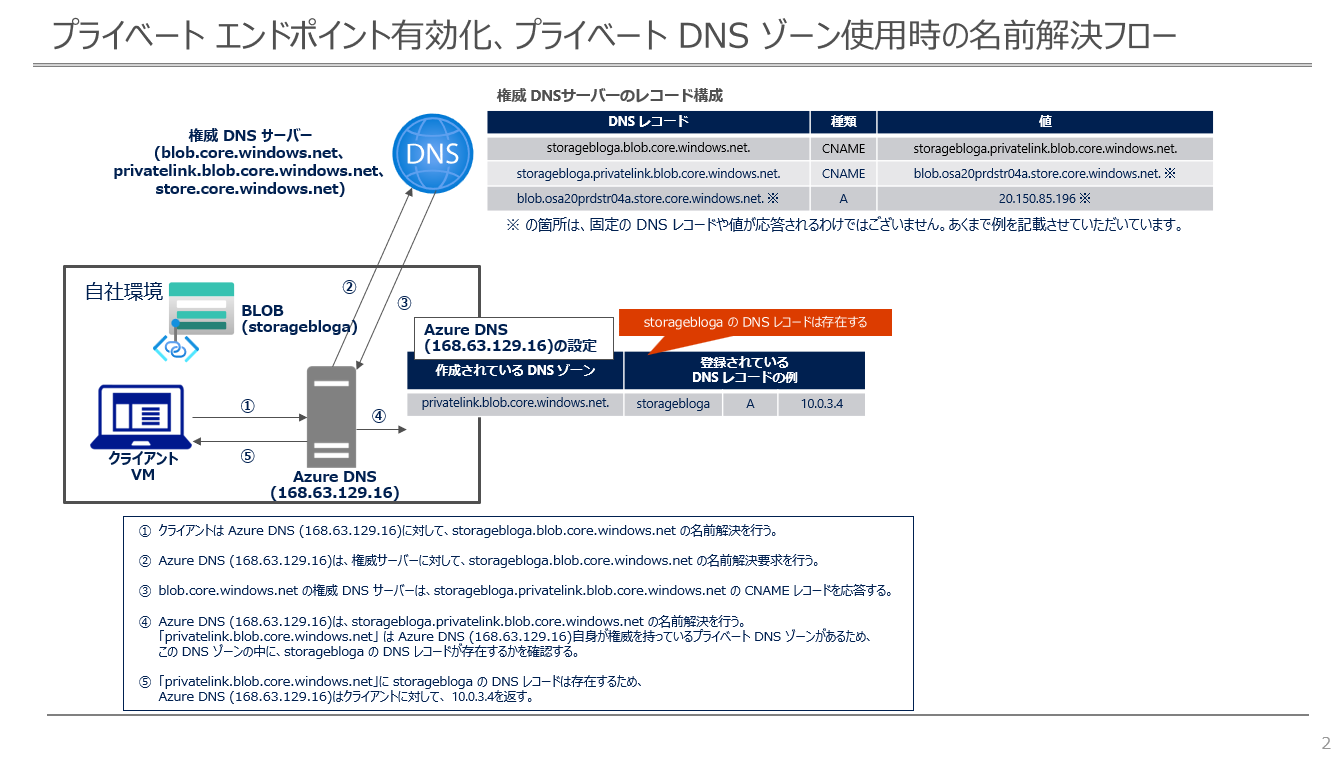 プライベート エンドポイント有効化、プライベート DNS ゾーン使用時の名前解決フロー
権威 DNSサーバーのレコード構成
DNS レコード 種類 値
storagebloga.blob.core.windows.net. CNAME storagebloga.privatelink.blob.core.windows.net.
storagebloga.privatelink.blob.core.windows.net. CNAME blob.osa20prdstr04a.store.core.windows.net. ※
blob.osa20prdstr04a.store.core.windows.net. ※ A 20.150.85.196 ※
※ の箇所は、固定の DNS レコードや値が応答されるわけではございません。あくまで例を記載させていただいています。
権威 DNS サーバー
(blob.core.windows.net、
privatelink.blob.core.windows.net、
store.core.windows.net)
DNS
②
③
自社環境
BLOB
(storagebloga)
①
④
⑤
クライアント
VM
Azure DNS
(168.63.129.16)
Azure DNS
(168.63.129.16)の設定
storagebloga の DNS レコードは存在する
作成されている DNS ゾーン
登録されている
DNS レコードの例
privatelink.blob.core.windows.net. storagebloga A 10.0.3.4
① クライアントは Azure DNS (168.63.129.16)に対して、storagebloga.blob.core.windows.net の名前解決を行う。
② Azure DNS (168.63.129.16)は、権威サーバーに対して、storagebloga.blob.core.windows.net の名前解決要求を行う。
③ blob.core.windows.net の権威 DNS サーバーは、storagebloga.privatelink.blob.core.windows.net の CNAME レコードを応答する。
④ Azure DNS (168.63.129.16)は、storagebloga.privatelink.blob.core.windows.net の名前解決を行う。
「privatelink.blob.core.windows.net」 は Azure DNS (168.63.129.16)自身が権威を持っているプライベート DNS ゾーンがあるため、
この DNS ゾーンの中に、storagebloga の DNS レコードが存在するかを確認する。
⑤ 「privatelink.blob.core.windows.net」に storagebloga の DNS レコードは存在するため、
Azure DNS (168.63.129.16)はクライアントに対して、 10.0.3.4を返す。
2